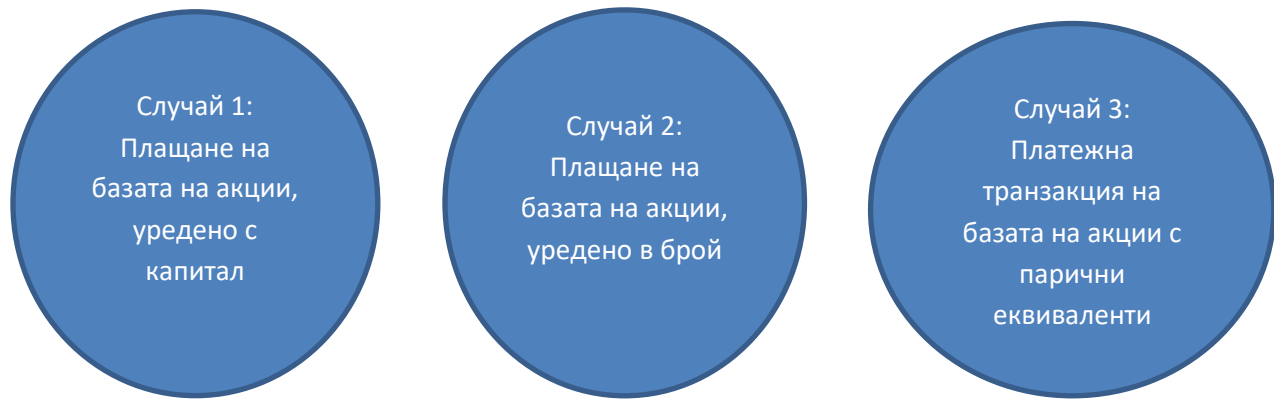 Случай 1:
Плащане на
базата на акции,
уредено с
капитал
Случай 2:
Плащане на
базата на акции,
уредено в брой
Случай 3:
Платежна
транзакция на
базата на акции с
парични
еквиваленти